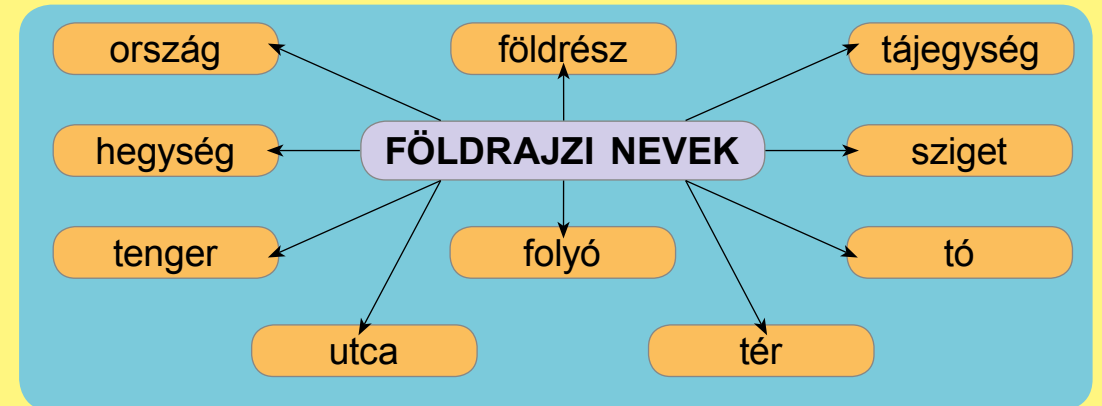 ország földrész tájegység
hegység FÖLDRAJZI NEVEK sziget
tenger folyó tó
utca tér